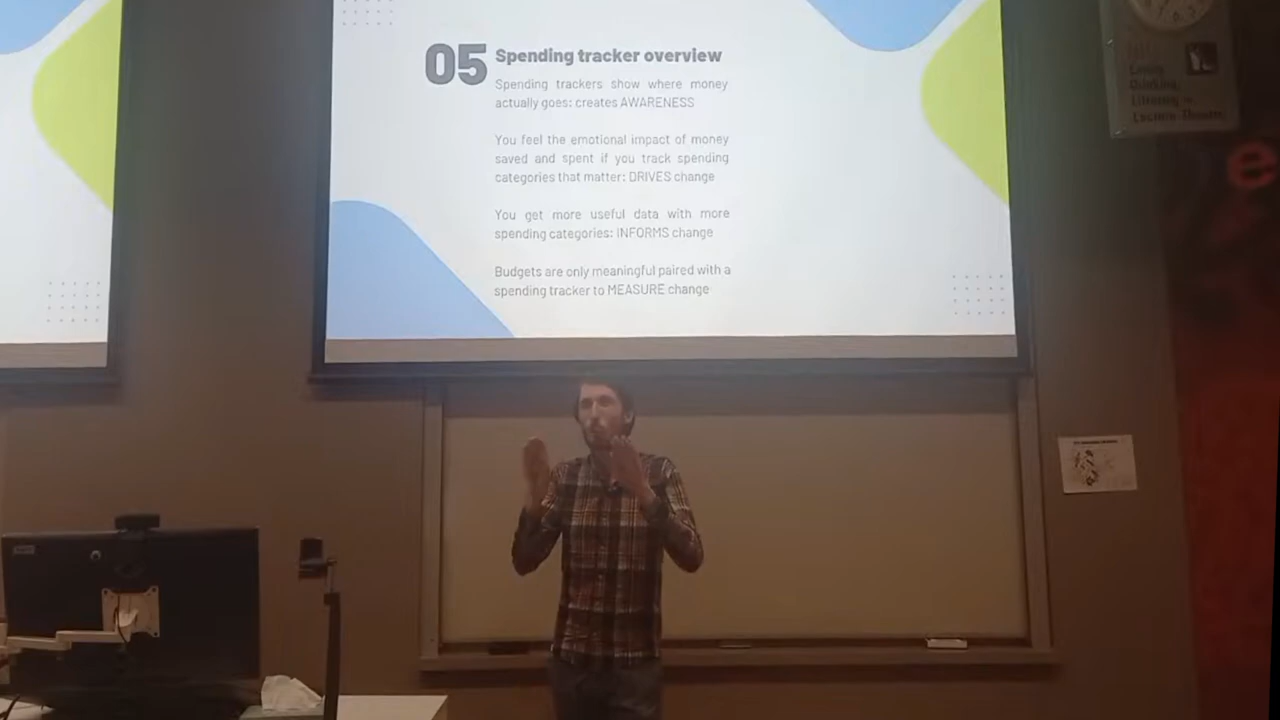 05
Spending tracker overview
Spending trackers show where money
actually goes: creates AWARENESS
You feel the emotional impact of money
saved and spent if you track spending
categories that matter: DRIVES change
You get more useful data with more
spending categories: INFORMS change
Budgets are only meaningful paired with a
spending tracker to MEASURE change
Lecture Theatre
e